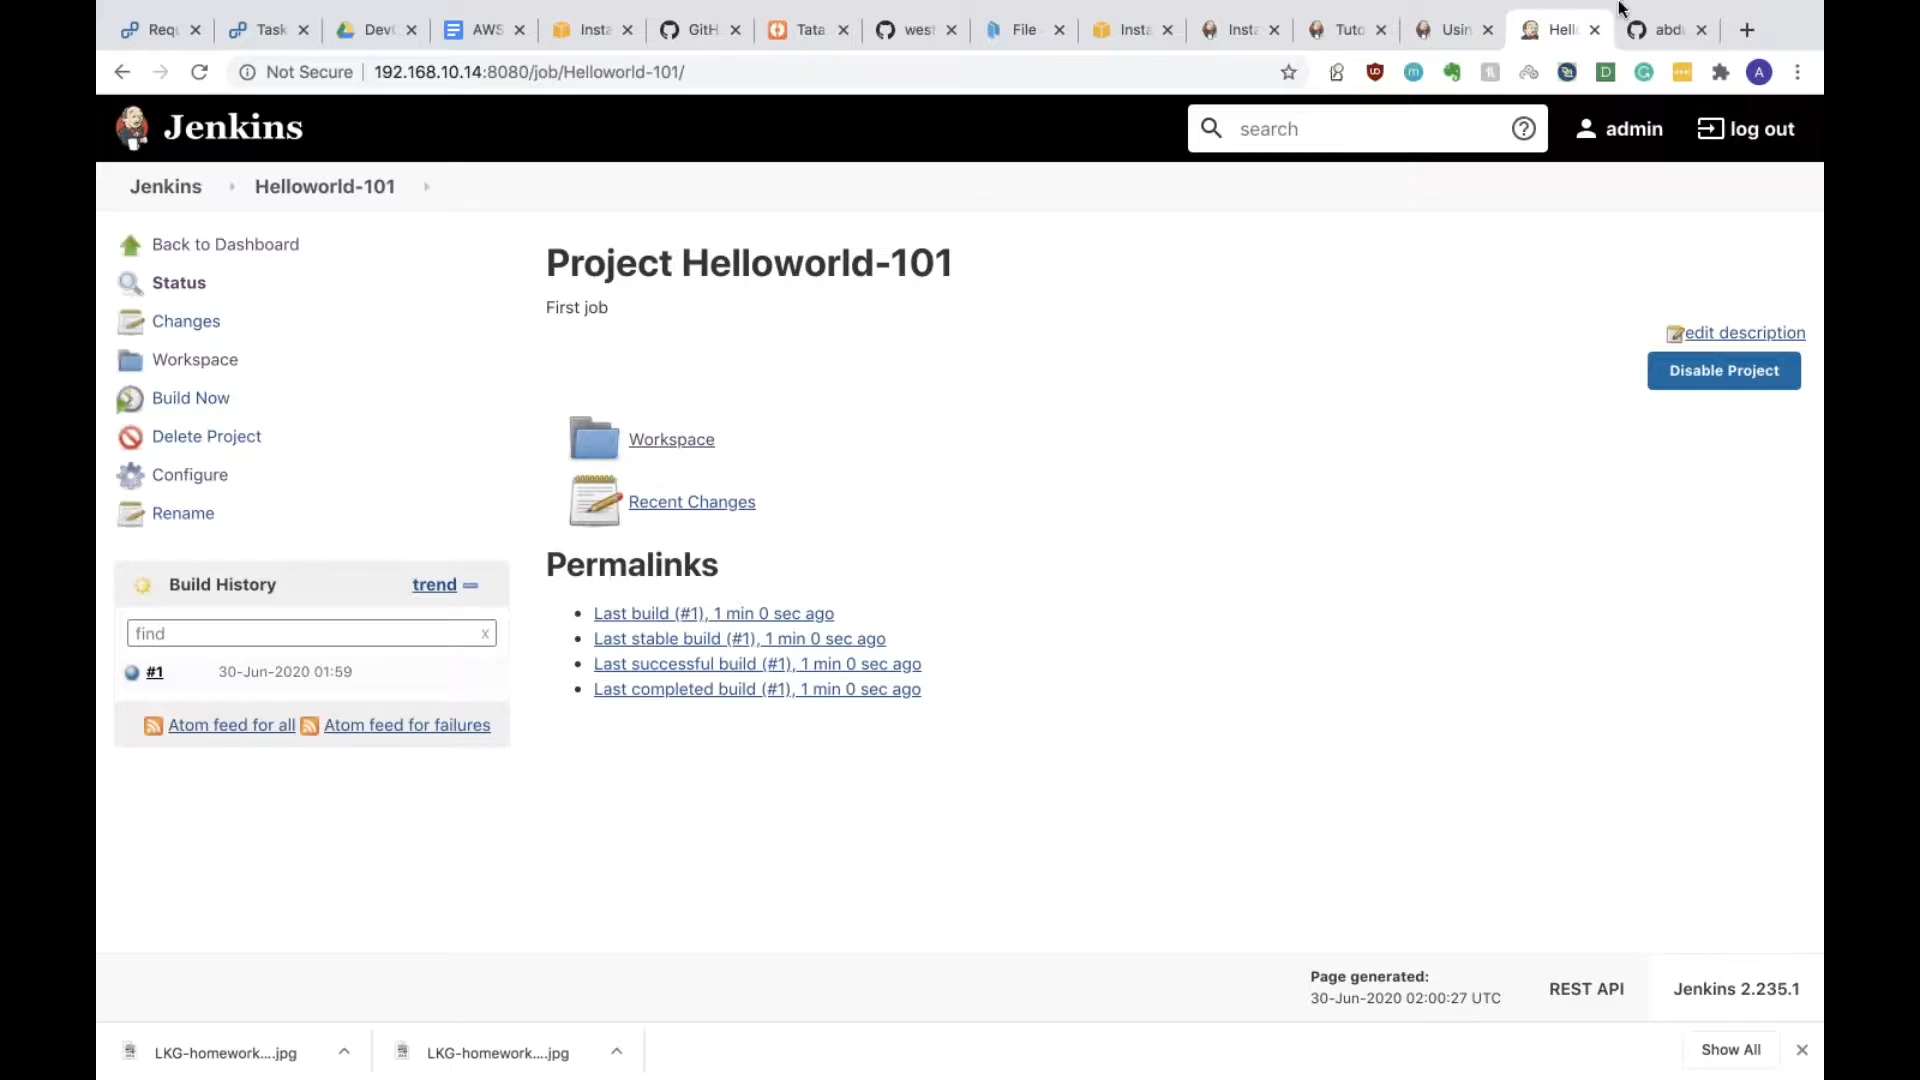 Req
Task
Dev
AWS
Insta
GitH
Tata
west
File
Insta
Insta
Tuto
Usin
Hell
abd
Not Secure
192.168.10.14:8080/job/Helloworld-101/
A
Jenkins
search
admin
log out
Jenkins
Helloworld-101
Back to Dashboard
Status
Changes
Workspace
Build Now
Delete Project
Configure
Rename
Build History
trend
find
x
#1
30-Jun-2020 01:59
Atom feed for all
Atom feed for failures
Project Helloworld-101
First job
edit description
Disable Project
Workspace
Recent Changes
Permalinks
Last build (#1), 1 min 0 sec ago
Last stable build (#1), 1 min 0 sec ago
Last successful build (#1), 1 min 0 sec ago
Last completed build (#1), 1 min 0 sec ago
Page generated:
30-Jun-2020 02:00:27 UTC
REST API
Jenkins 2.235.1
LKG-homework....jpg
LKG-homework....jpg
Show All